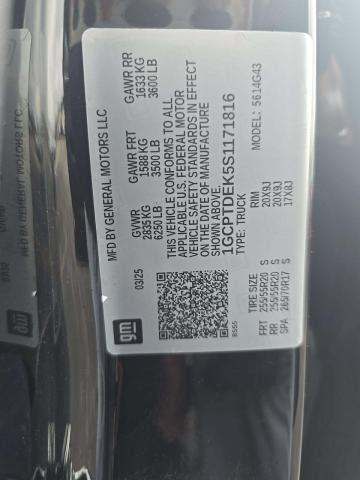 MFD BY GENERAL MOTORS LLC
03/25
GVWR
2835 KG
6250 LB
GAWR FRT
1588 KG
3500 LB
GAWR RR
1633 KG
3600 LB
THIS VEHICLE CONFORMS TO ALL
APPLICABLE U.S. FEDERAL MOTOR
VEHICLE SAFETY STANDARDS IN EFFECT
ON THE DATE OF MANUFACTURE
SHOWN ABOVE.
1GCPTDEK5S1171816
TYPE: TRUCK
MODEL: 5614G43
TIRE SIZE
RIM
FRT 255/55R20 S 20X9J
RR 255/55R20 S 20X9J
SPA 265/70R17 S 17X8J
gm
gm